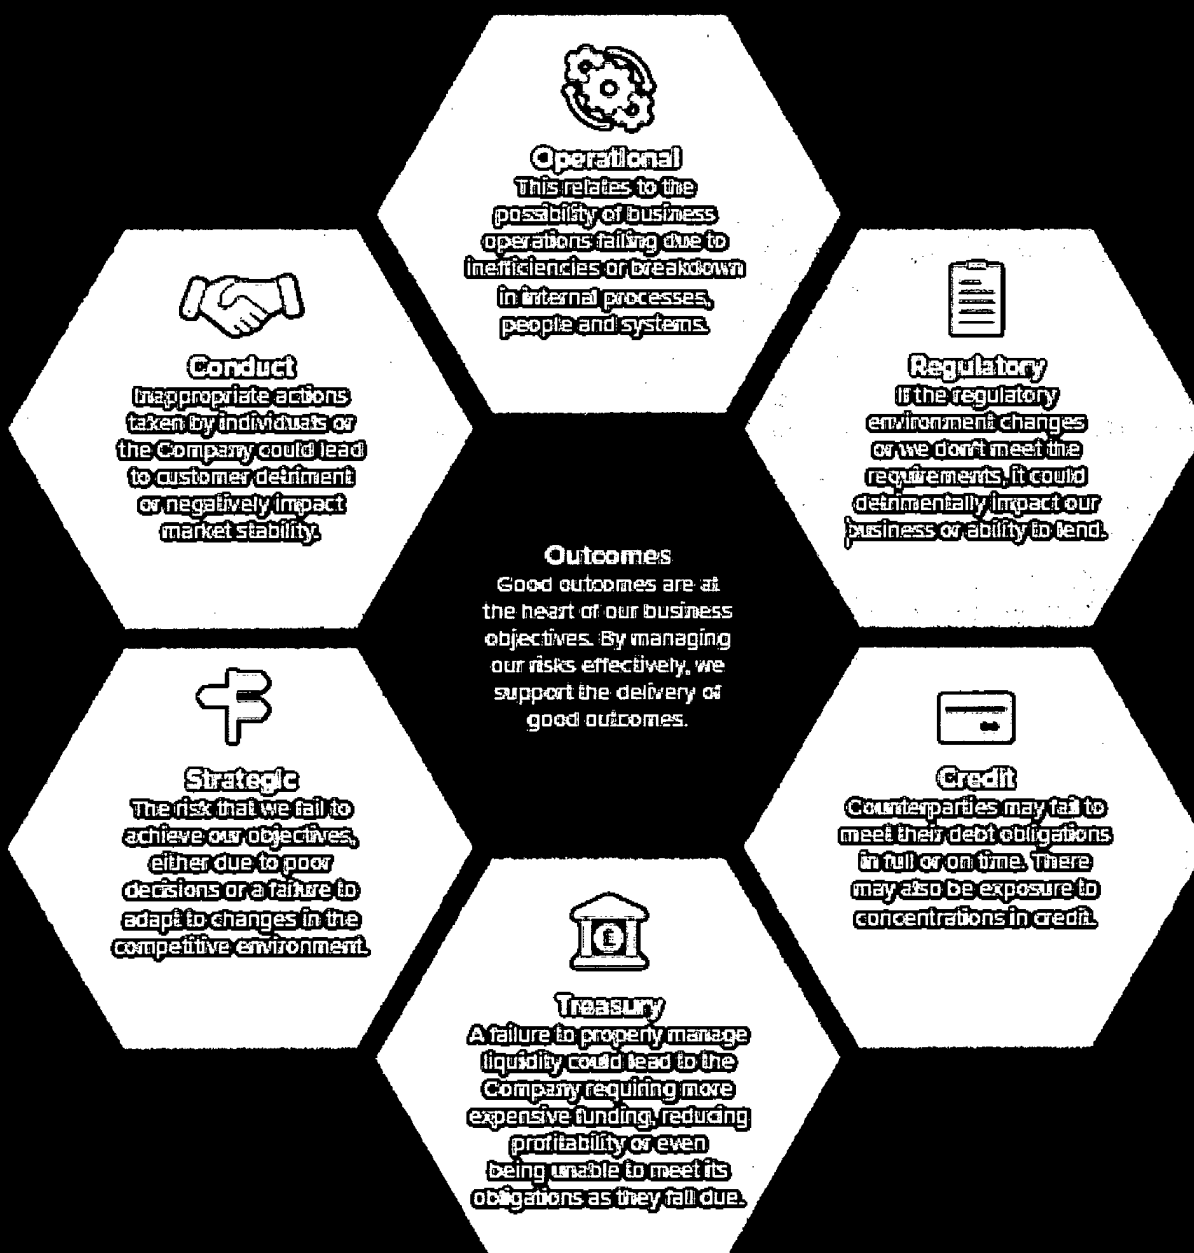 Operational
This relates to the
possibility of business
operations failing due to
inefficiencies or breakdown
in internal processes,
people and systems.
Conduct
Inappropriate actions
taken by individuals or
the Company could lead
to customer detriment
or negatively impact
market stability.
Regulatory
If the regulatory
environment changes
or we don't meet the
requirements, it could
detrimentally impact our
business or ability to lend.
Outcomes
Good outcomes are at
the heart of our business
objectives. By managing
our risks effectively, we
support the delivery of
good outcomes.
Strategic
The risk that we fail to
achieve our objectives,
either due to poor
decisions or a failure to
adapt to changes in the
competitive environment.
Credit
Counterparties may fail to
meet their debt obligations
in full or on time. There
may also be exposure to
concentrations in credit.
£
Treasury
A failure to properly manage
liquidity could lead to the
Company requiring more
expensive funding, reducing
profitability or even
being unable to meet its
obligations as they fall due.